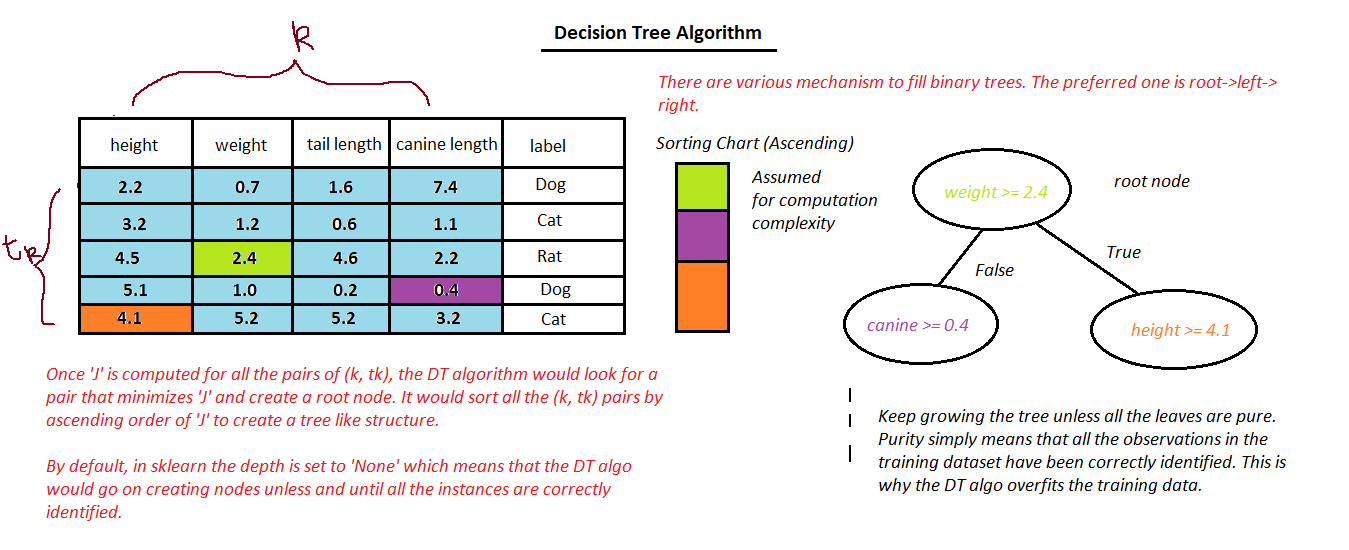 Decision Tree Algorithm
k
There are various mechanism to fill binary trees. The preferred one is root->left->
right.
height weight tail length canine length label
2.2 0.7 1.6 7.4 Dog
3.2 1.2 0.6 1.1 Cat
4.5 2.4 4.6 2.2 Rat
5.1 1.0 0.2 0.4 Dog
4.1 5.2 5.2 3.2 Cat
tk
Sorting Chart (Ascending)
Assumed
for computation
complexity
weight >= 2.4
root node
False
True
canine >= 0.4
height >= 4.1
Once 'J' is computed for all the pairs of (k, tk), the DT algorithm would look for a
pair that minimizes 'J' and create a root node. It would sort all the (k, tk) pairs by
ascending order of 'J' to create a tree like structure.
By default, in sklearn the depth is set to 'None' which means that the DT algo
would go on creating nodes unless and until all the instances are correctly
identified.
Keep growing the tree unless all the leaves are pure.
Purity simply means that all the observations in the
training dataset have been correctly identified. This is
why the DT algo overfits the training data.